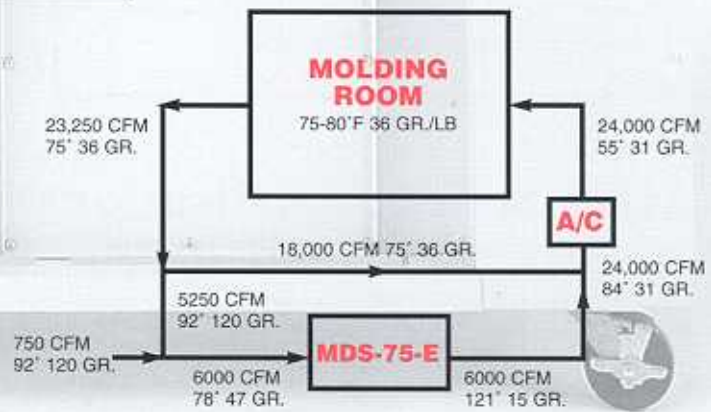 MOLDING
ROOM
75-80°F 36 GR./LB
23,250 CFM
75° 36 GR.
24,000 CFM
55° 31 GR.
A/C
18,000 CFM 75° 36 GR.
24,000 CFM
84° 31 GR.
5250 CFM
92° 120 GR.
750 CFM
92° 120 GR.
MDS-75-E
6000 CFM
78° 47 GR.
6000 CFM
121° 15 GR.